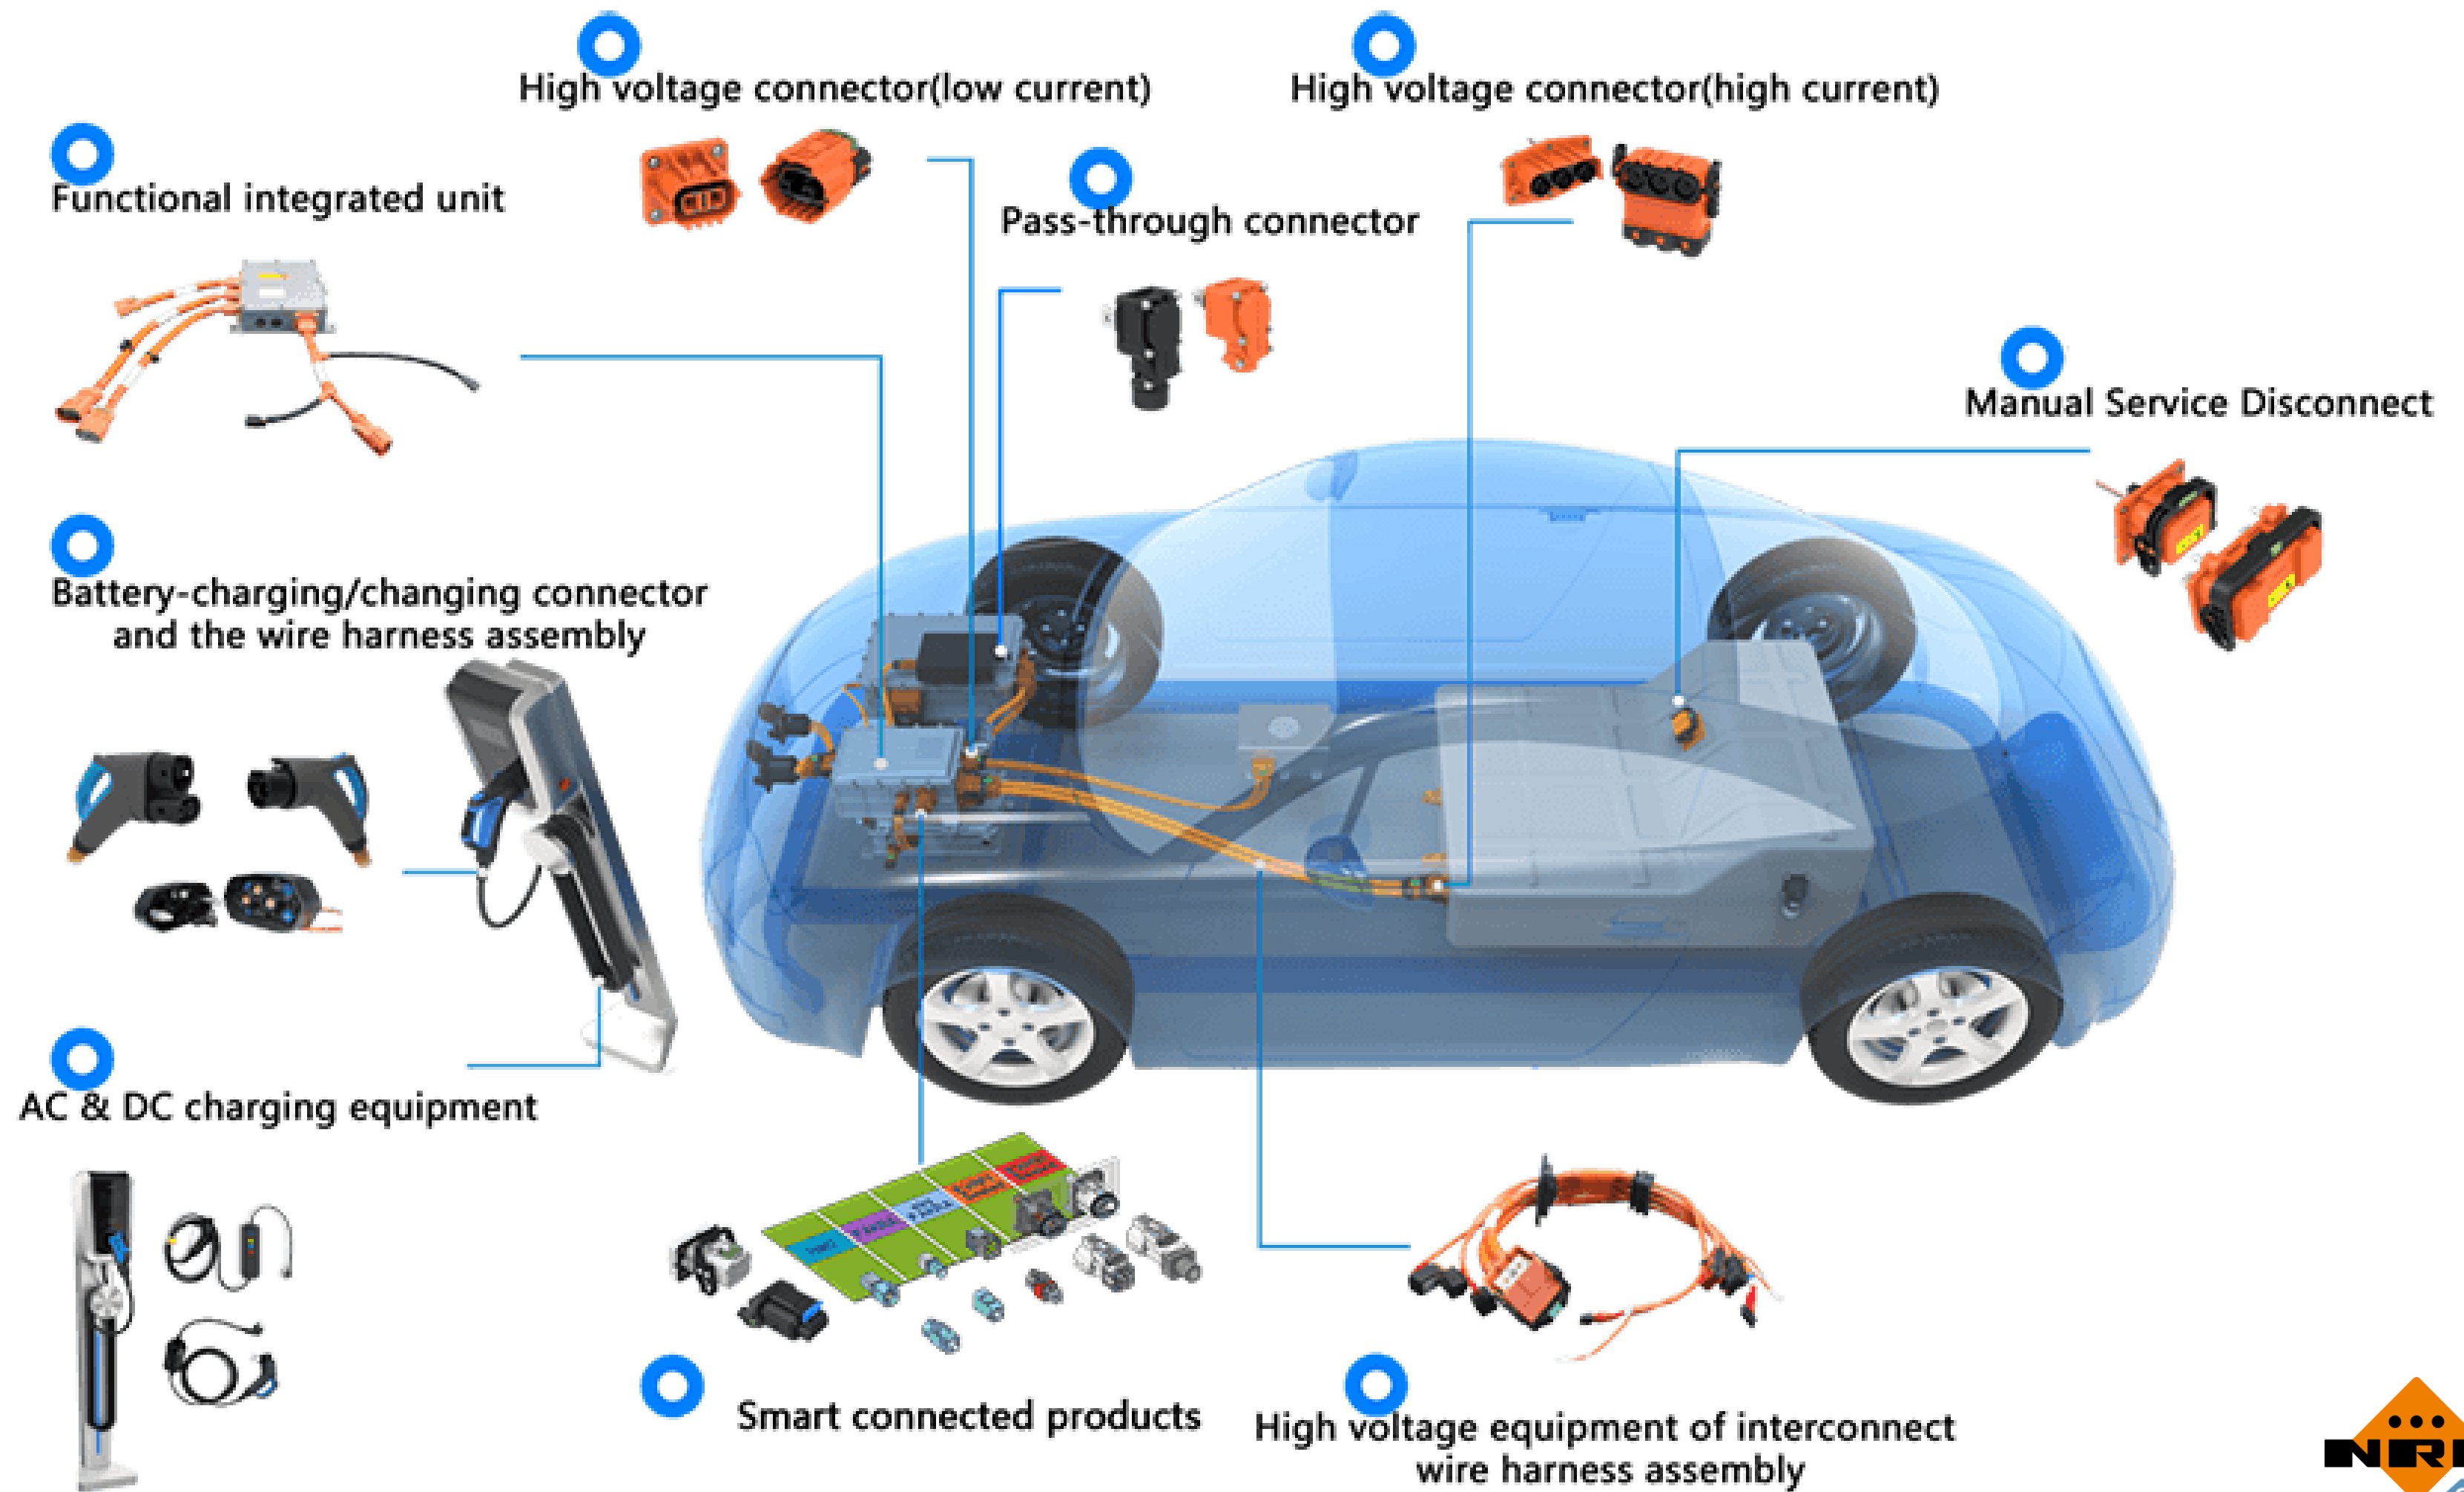 High voltage connector(low current)
High voltage connector(high current)
Functional integrated unit
Pass-through connector
Manual Service Disconnect
Battery-charging/changing connector
and the wire harness assembly
AC & DC charging equipment
Smart connected products
High voltage equipment of interconnect
wire harness assembly